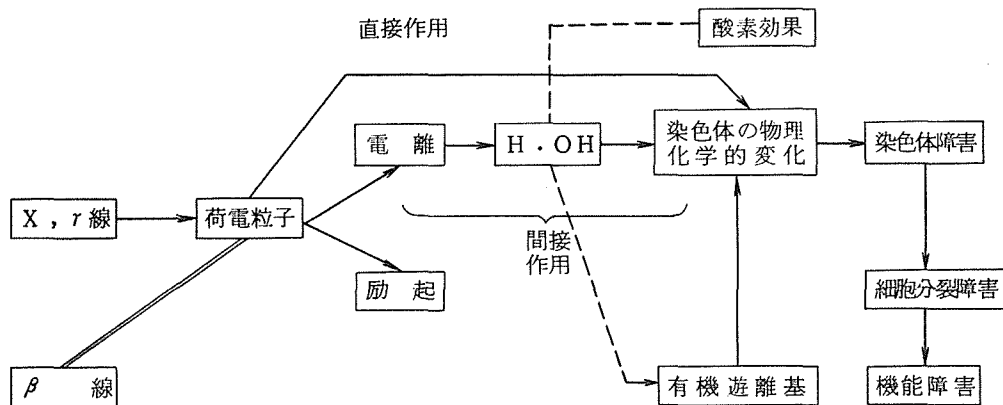 直接作用
酸素効果
電離
H・OH
染色体の物理
化学的変化
染色体障害
X,r線
荷電粒子
間接
作用
励起
細胞分裂障害
β線
有機遊離基
機能障害